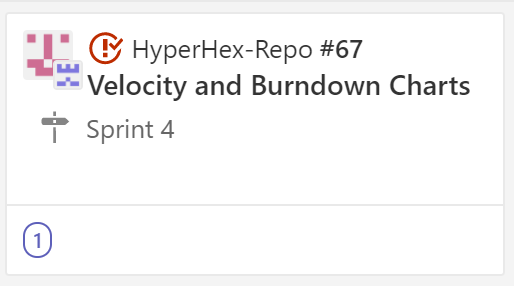 HyperHex-Repo #67
Velocity and Burndown Charts
Sprint 4
1